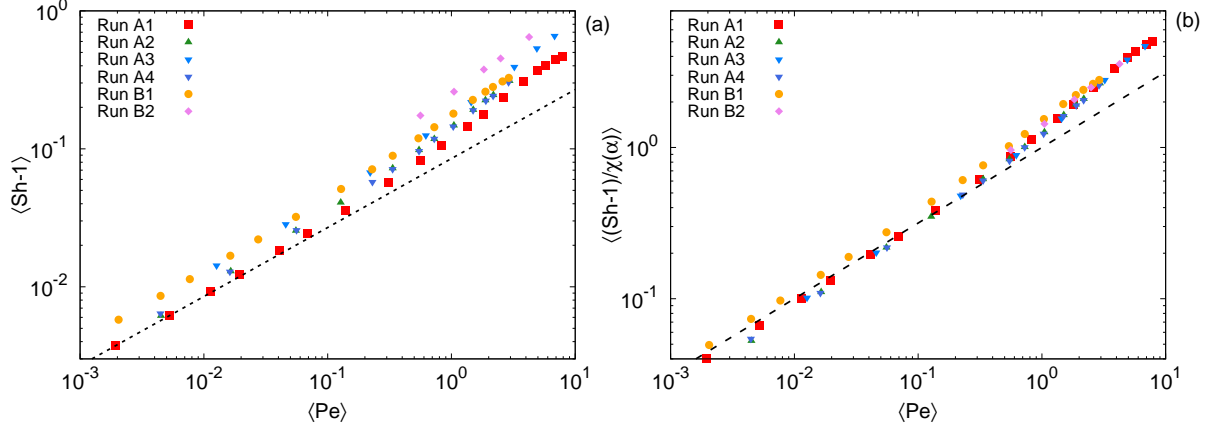 (a)
Run A1
Run A2
Run A3
Run A4
Run B1
Run B2
10^0
10^-1
10^-2
⟨Sh-1⟩
10^-3 10^-2 10^-1 10^0 10^1
⟨Pe⟩
(b)
Run A1
Run A2
Run A3
Run A4
Run B1
Run B2
10^0
10^-1
⟨(Sh-1)/χ(α)⟩
10^-3 10^-2 10^-1 10^0 10^1
⟨Pe⟩